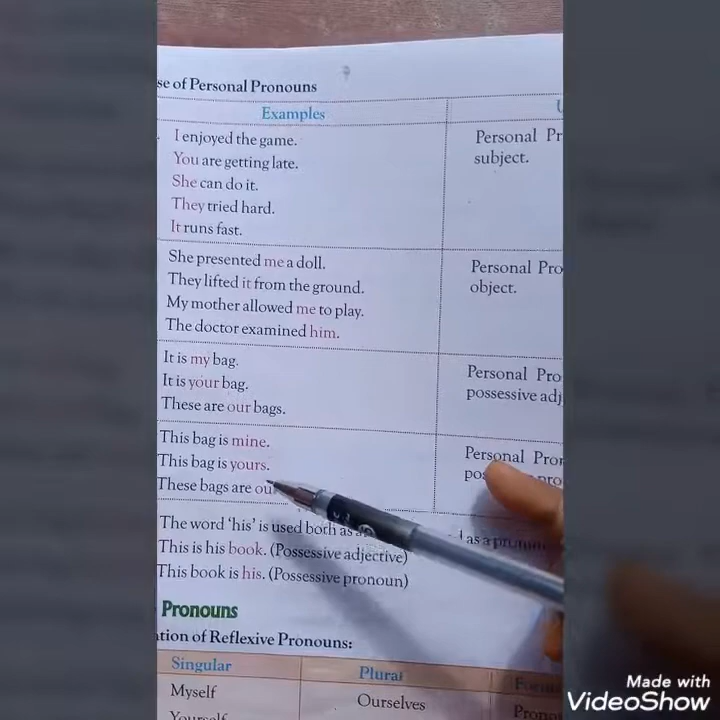 se of Personal Pronouns
Examples
I enjoyed the game.
You are getting late.
She can do it.
They tried hard.
It runs fast.
Personal Pr
subject.
She presented me a doll.
They lifted it from the ground.
My mother allowed me to play.
The doctor examined him.
Personal Pro
object.
It is my bag.
It is your bag.
These are our bags.
Personal Pro
possessive adj
This bag is mine.
This bag is yours.
These bags are ou
Personal Pron
The word 'his' is used both as
This is his book. (Possessive adjective)
This book is his. (Possessive pronoun)
Pronouns
tion of Reflexive Pronouns:
Singular Plural
Myself Ourselves
Yourself
Made with
VideoShow